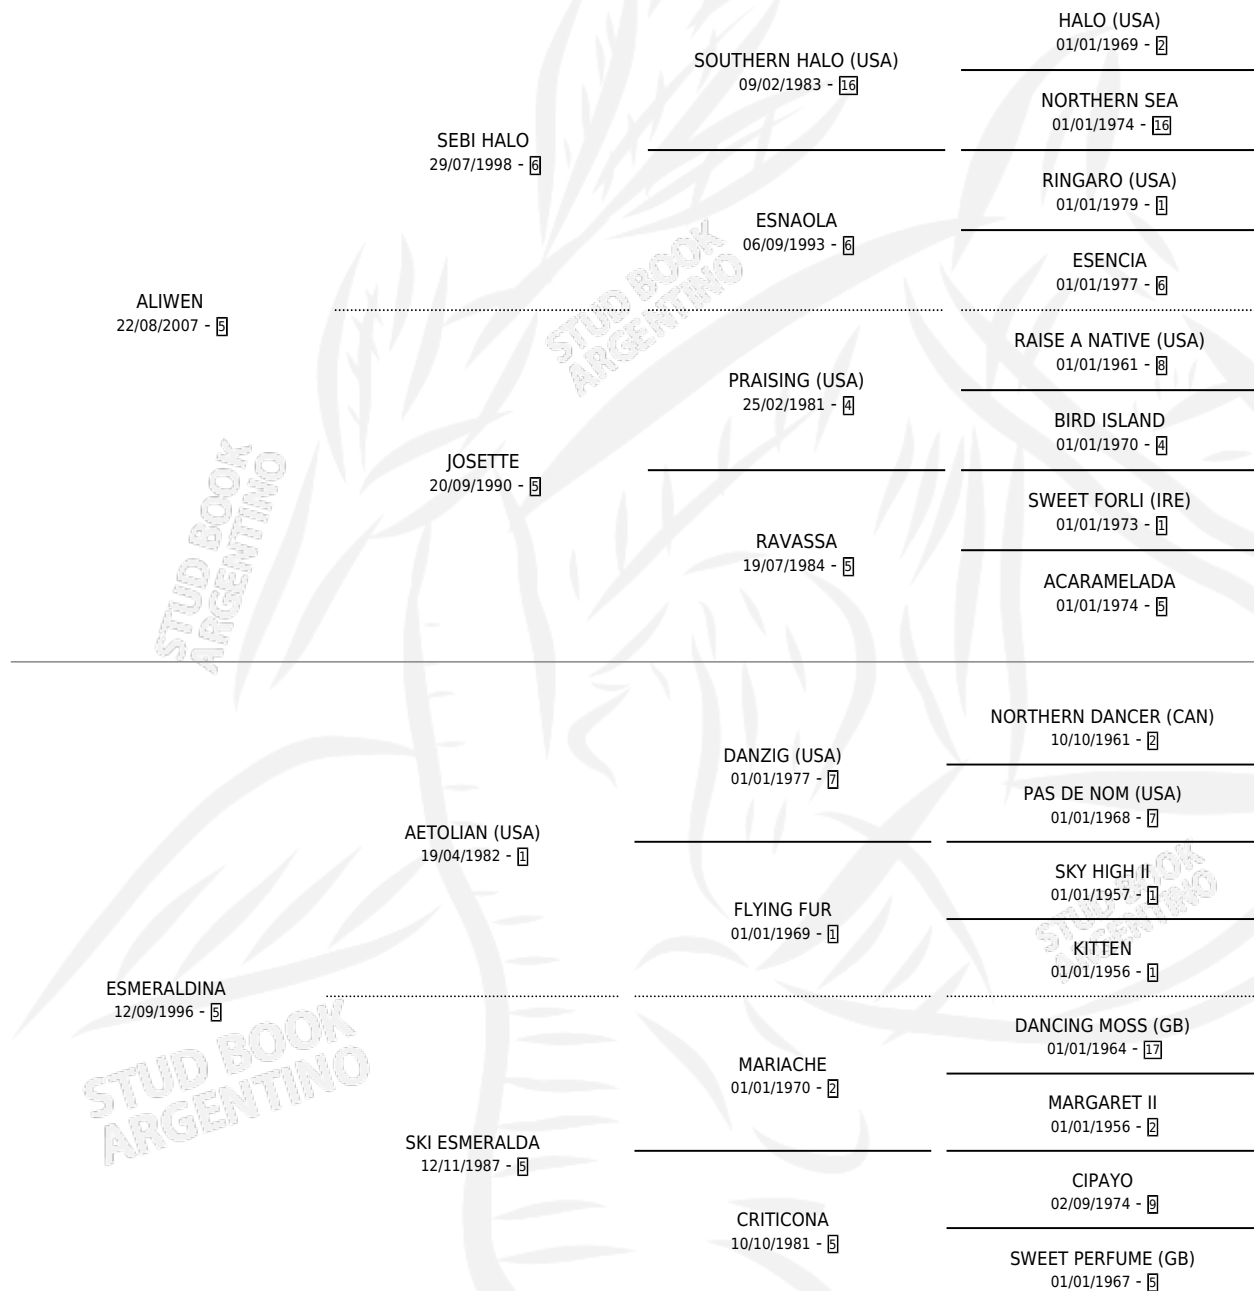 HALO (USA)
01/01/1969 - 2
SOUTHERN HALO (USA)
09/02/1983 - 16
NORTHERN SEA
01/01/1974 - 16
SEBI HALO
29/07/1998 - 6
RINGARO (USA)
01/01/1979 - 1
ESNAOLA
06/09/1993 - 6
ESENCIA
01/01/1977 - 6
ALIWEN
22/08/2007 - 5
STUD BOOK
ARGENTINO
RAISE A NATIVE (USA)
01/01/1961 - 8
PRAISING (USA)
25/02/1981 - 4
BIRD ISLAND
01/01/1970 - 4
JOSETTE
20/09/1990 - 5
SWEET FORLI (IRE)
01/01/1973 - 1
RAVASSA
19/07/1984 - 5
ACARAMELADA
01/01/1974 - 5
STUD BOOK
ARGENTINO
NORTHERN DANCER (CAN)
10/10/1961 - 2
DANZIG (USA)
01/01/1977 - 7
PAS DE NOM (USA)
01/01/1968 - 7
AETOLIAN (USA)
19/04/1982 - 1
SKY HIGH II
01/01/1957 - 1
FLYING FUR
01/01/1969 - 1
KITTEN
01/01/1956 - 1
STUD BOOK
ARGENTINO
ESMERALDINA
12/09/1996 - 5
DANCING MOSS (GB)
01/01/1964 - 17
MARIACHE
01/01/1970 - 2
MARGARET II
01/01/1956 - 2
SKI ESMERALDA
12/11/1987 - 5
CIPAYO
02/09/1974 - 9
CRITICONA
10/10/1981 - 5
SWEET PERFUME (GB)
01/01/1967 - 5
STUD BOOK
ARGENTINO